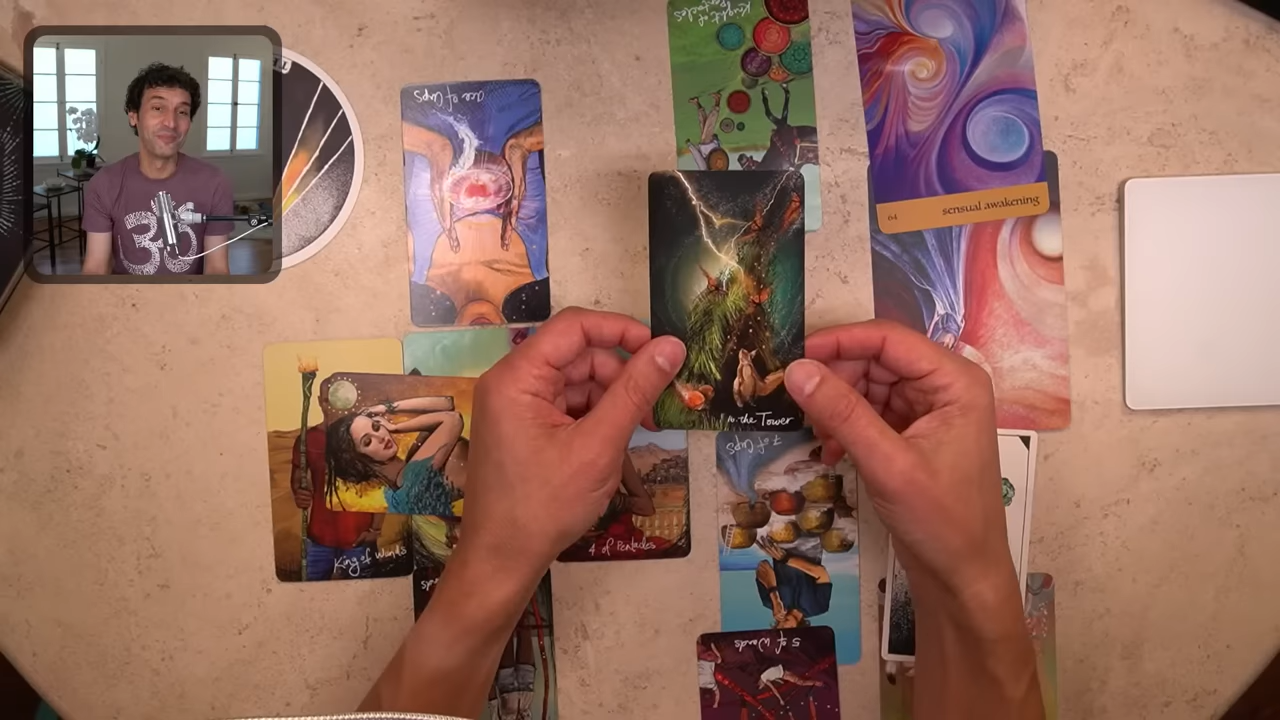 Knight of
Pentacles
ace of Cups
64 sensual awakening
16. the Tower
7 of Cups
King of Wands
4 of Pentacles
5 of Wands